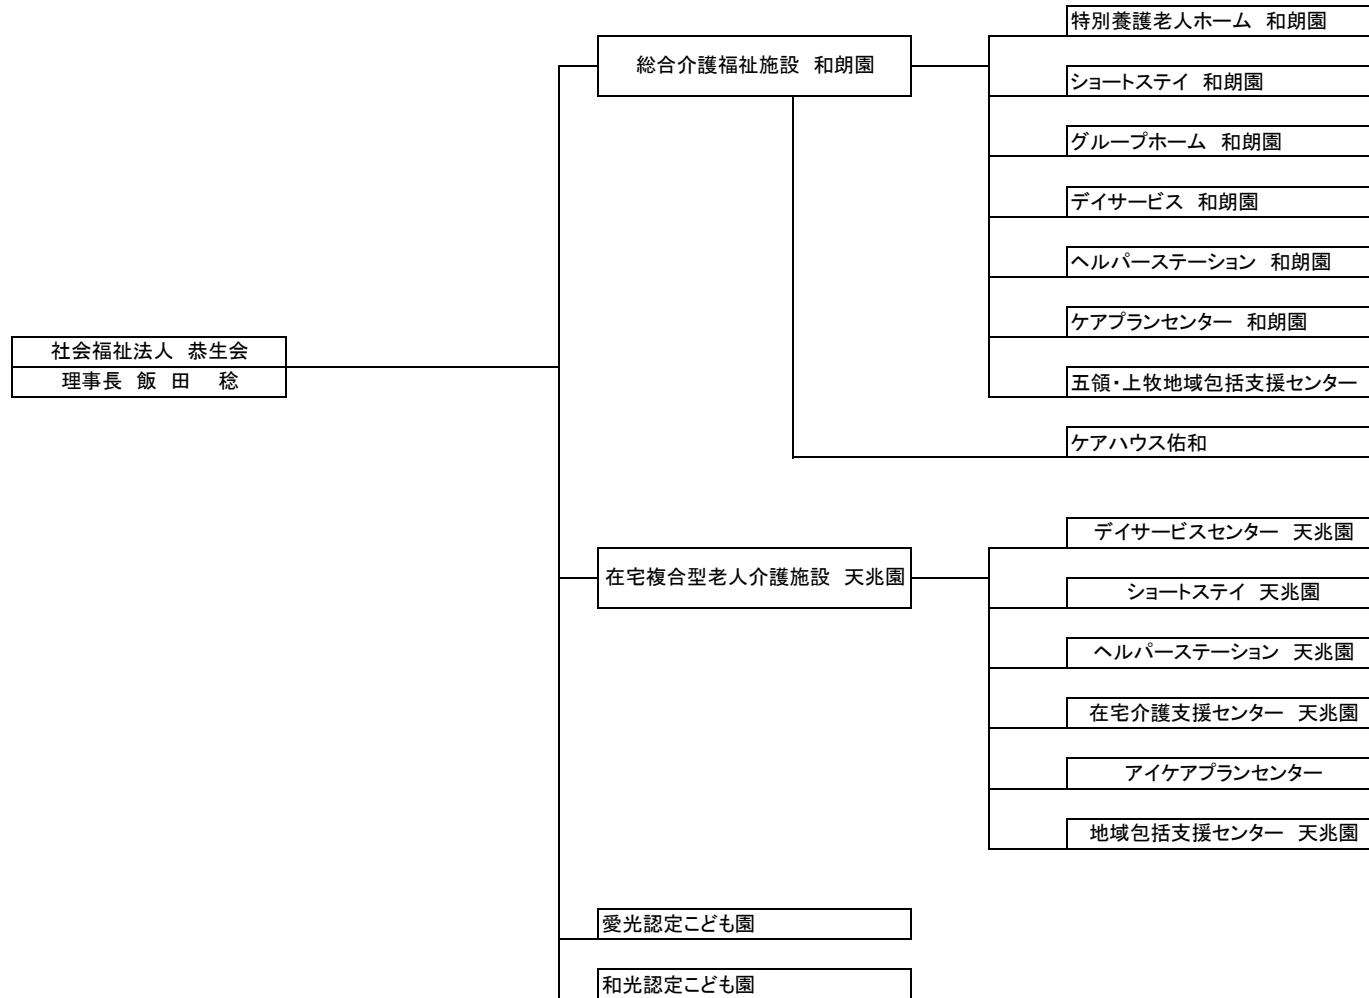 社会福祉法人　恭生会
理事長　飯　田　　稔
総合介護福祉施設　和朗園
特別養護老人ホーム　和朗園
ショートステイ　和朗園
グループホーム　和朗園
デイサービス　和朗園
ヘルパーステーション　和朗園
ケアプランセンター　和朗園
五領・上牧地域包括支援センター
ケアハウス佑和
在宅複合型老人介護施設　天兆園
デイサービスセンター　天兆園
ショートステイ　天兆園
ヘルパーステーション　天兆園
在宅介護支援センター　天兆園
アイケアプランセンター
地域包括支援センター　天兆園
愛光認定こども園
和光認定こども園